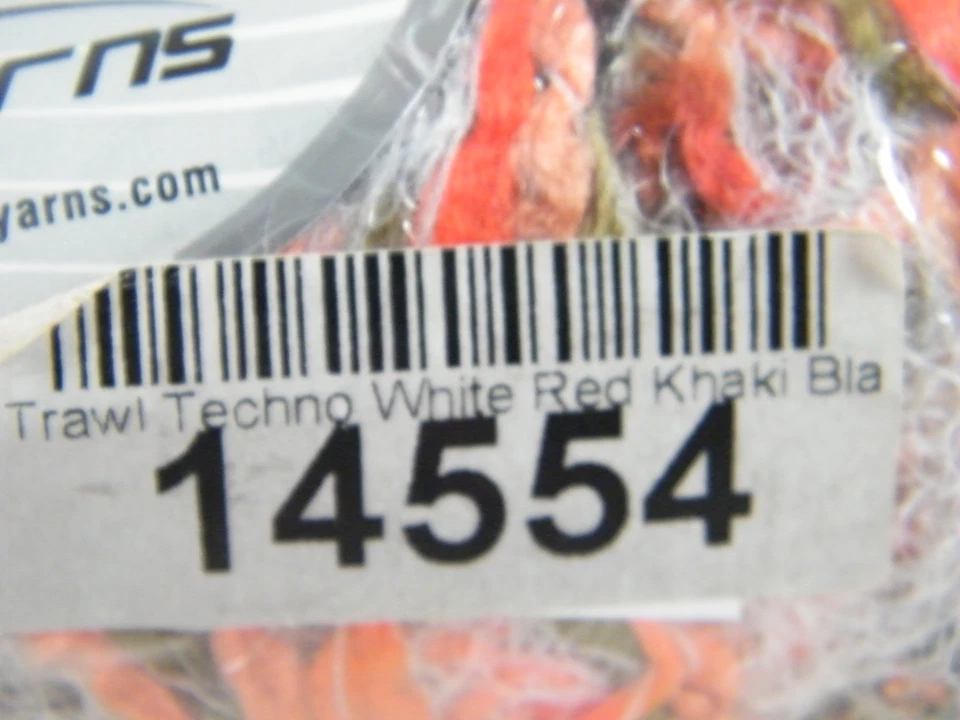 rns
yarns.com
Trawl Techno White Red Khaki Bla
14554